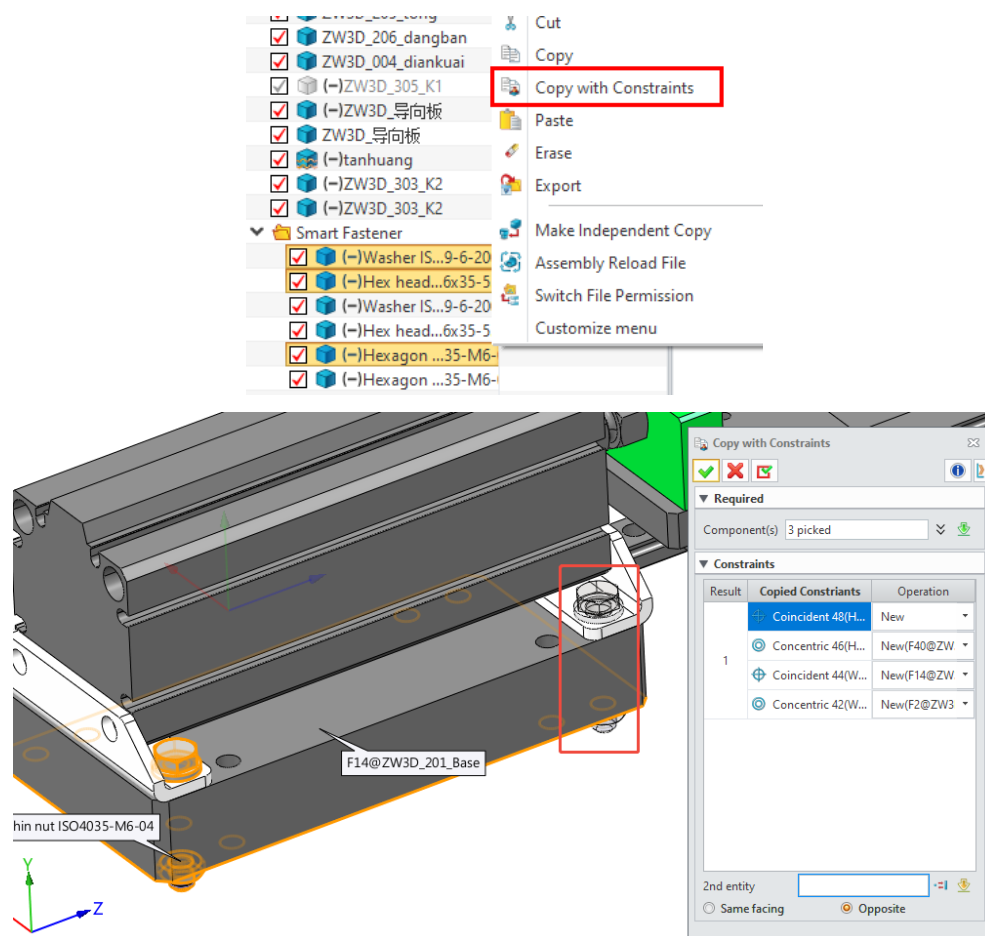 ZW3D_206_dangban
ZW3D_004_diankuai
(−)ZW3D_305_K1
(−)ZW3D_导向板
ZW3D_导向板
(−)tanhuang
(−)ZW3D_303_K2
(−)ZW3D_303_K2
Smart Fastener
(−)Washer IS...9-6-20
(−)Hex head...6x35-5
(−)Washer IS...9-6-20
(−)Hex head...6x35-5
(−)Hexagon ...35-M6-
(−)Hexagon ...35-M6-
Cut
Copy
Copy with Constraints
Paste
Erase
Export
Make Independent Copy
Assembly Reload File
Switch File Permission
Customize menu
F14@ZW3D_201_Base
hin nut ISO4035-M6-04
Y
Z
Copy with Constraints
Required
Component(s) 3 picked
Constraints
Result Copied Constriants Operation
1
Coincident 48(H... New
Concentric 46(H... New(F40@ZW
Coincident 44(W... New(F14@ZW
Concentric 42(W... New(F2@ZW3
2nd entity
Same facing Opposite